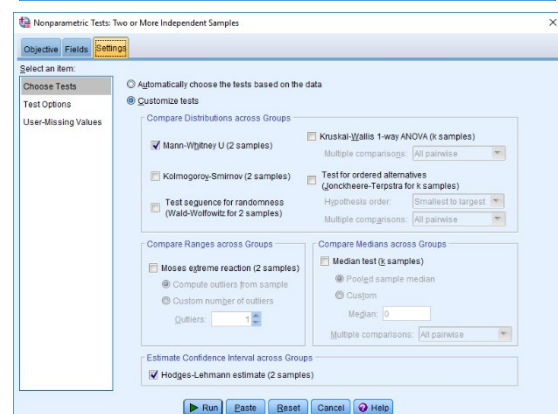 Nonparametric Tests: Two or More Independent Samples
Objective Fields Settings
Select an item:
Choose Tests
Test Options
User-Missing Values
Automatically choose the tests based on the data
Customize tests
Compare Distributions across Groups
Mann-Whitney U (2 samples)
Kolmogorov-Smirnov (2 samples)
Test sequence for randomness
(Wald-Wolfowitz for 2 samples)
Kruskal-Wallis 1-way ANOVA (k samples)
Multiple comparisons: All pairwise
Test for ordered alternatives
(Jonckheere-Terpstra for k samples)
Hypothesis order: Smallest to largest
Multiple comparisons: All pairwise
Compare Ranges across Groups
Moses extreme reaction (2 samples)
Compute outliers from sample
Custom number of outliers
Outliers: 1
Compare Medians across Groups
Median test (k samples)
Pooled sample median
Custom
Median: 0
Multiple comparisons: All pairwise
Estimate Confidence Interval across Groups
Hodges-Lehmann estimate (2 samples)
Run Paste Reset Cancel Help